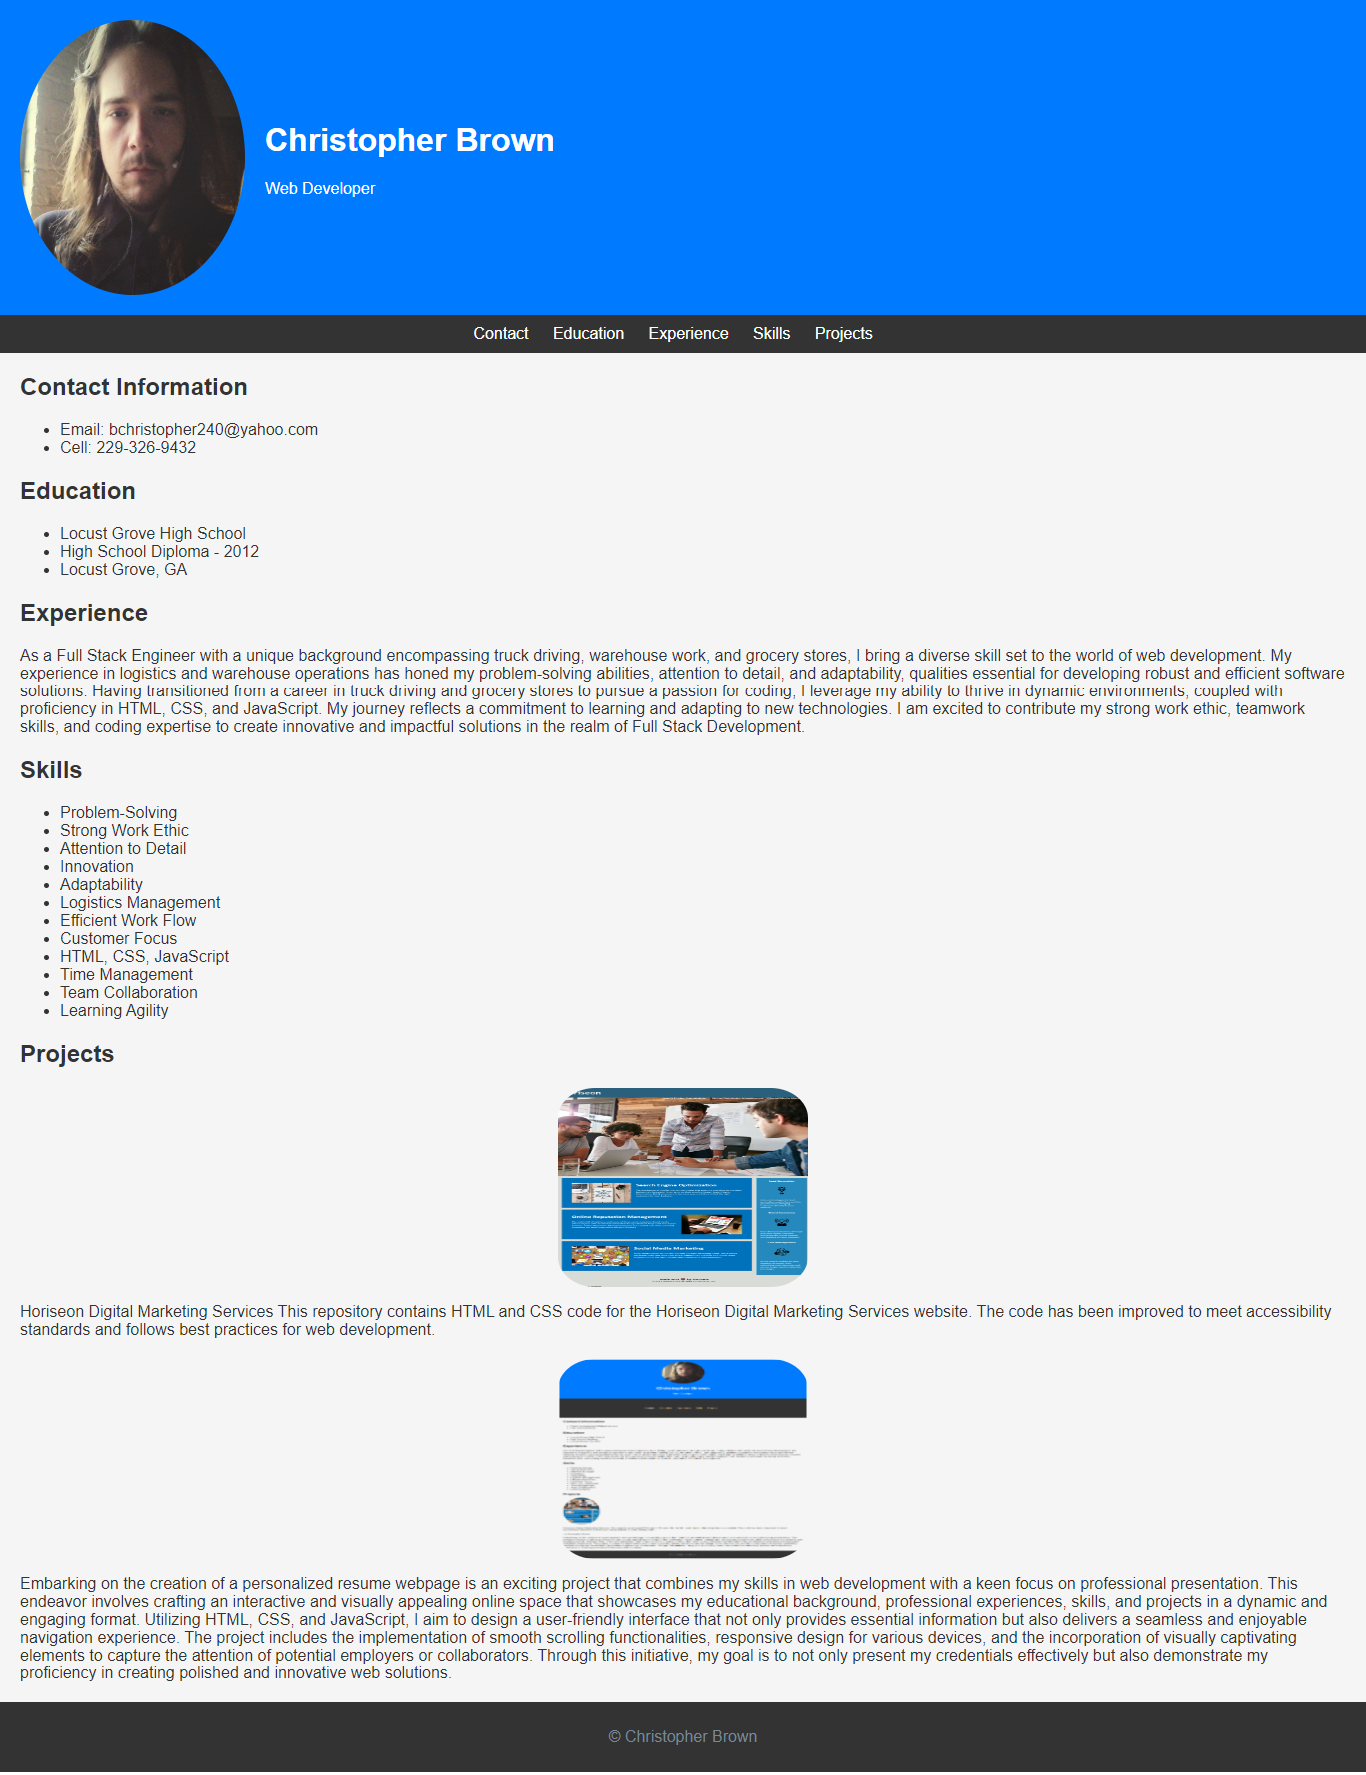 Christopher Brown
Web Developer
Contact Education Experience Skills Projects
Contact Information
• Email: bchristopher240@yahoo.com
• Cell: 229-326-9432
Education
• Locust Grove High School
• High School Diploma - 2012
• Locust Grove, GA
Experience
As a Full Stack Engineer with a unique background encompassing truck driving, warehouse work, and grocery stores, I bring a diverse skill set to the world of web development. My
experience in logistics and warehouse operations has honed my problem-solving abilities, attention to detail, and adaptability, qualities essential for developing robust and efficient software
solutions. Having transitioned from a career in truck driving and grocery stores to pursue a passion for coding, I leverage my ability to thrive in dynamic environments, coupled with
proficiency in HTML, CSS, and JavaScript. My journey reflects a commitment to learning and adapting to new technologies. I am excited to contribute my strong work ethic, teamwork
skills, and coding expertise to create innovative and impactful solutions in the realm of Full Stack Development.
Skills
• Problem-Solving
• Strong Work Ethic
• Attention to Detail
• Innovation
• Adaptability
• Logistics Management
• Efficient Work Flow
• Customer Focus
• HTML, CSS, JavaScript
• Time Management
• Team Collaboration
• Learning Agility
Projects
Search Engine Optimization
Online Reputation Management
Social Media Marketing
Horiseon Digital Marketing Services This repository contains HTML and CSS code for the Horiseon Digital Marketing Services website. The code has been improved to meet accessibility
standards and follows best practices for web development.
Christopher Brown
Contact Information
Education
Experience
Skills
Projects
Embarking on the creation of a personalized resume webpage is an exciting project that combines my skills in web development with a keen focus on professional presentation. This
endeavor involves crafting an interactive and visually appealing online space that showcases my educational background, professional experiences, skills, and projects in a dynamic and
engaging format. Utilizing HTML, CSS, and JavaScript, I aim to design a user-friendly interface that not only provides essential information but also delivers a seamless and enjoyable
navigation experience. The project includes the implementation of smooth scrolling functionalities, responsive design for various devices, and the incorporation of visually captivating
elements to capture the attention of potential employers or collaborators. Through this initiative, my goal is to not only present my credentials effectively but also demonstrate my
proficiency in creating polished and innovative web solutions.
© Christopher Brown